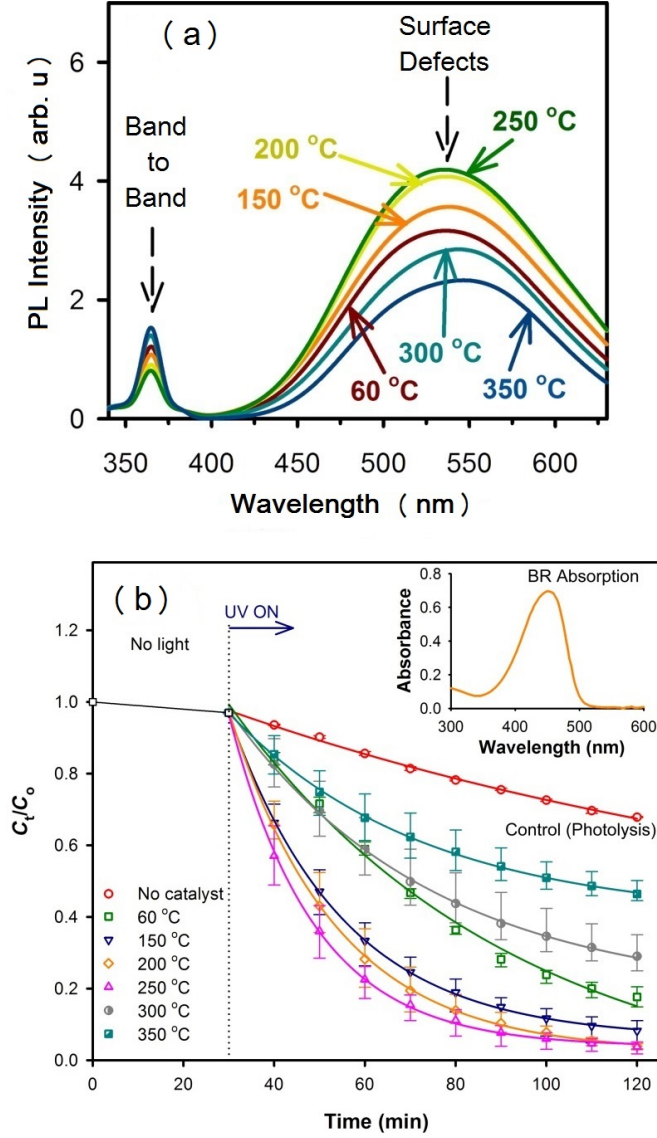 ( a )
Surface
Defects
Band
to
Band
200 °C
250 °C
150 °C
300 °C
60 °C
350 °C
PL Intensity ( arb. u )
6
4
2
0
350 400 450 500 550 600
Wavelength ( nm )
( b )
UV ON
No light
BR Absorption
Absorbance
0.8
0.6
0.4
0.2
0.0
300 400 500 600
Wavelength (nm)
Control (Photolysis)
Ct/Co
1.2
1.0
0.8
0.6
0.4
0.2
0.0
No catalyst
60 °C
150 °C
200 °C
250 °C
300 °C
350 °C
0 20 40 60 80 100 120
Time (min)